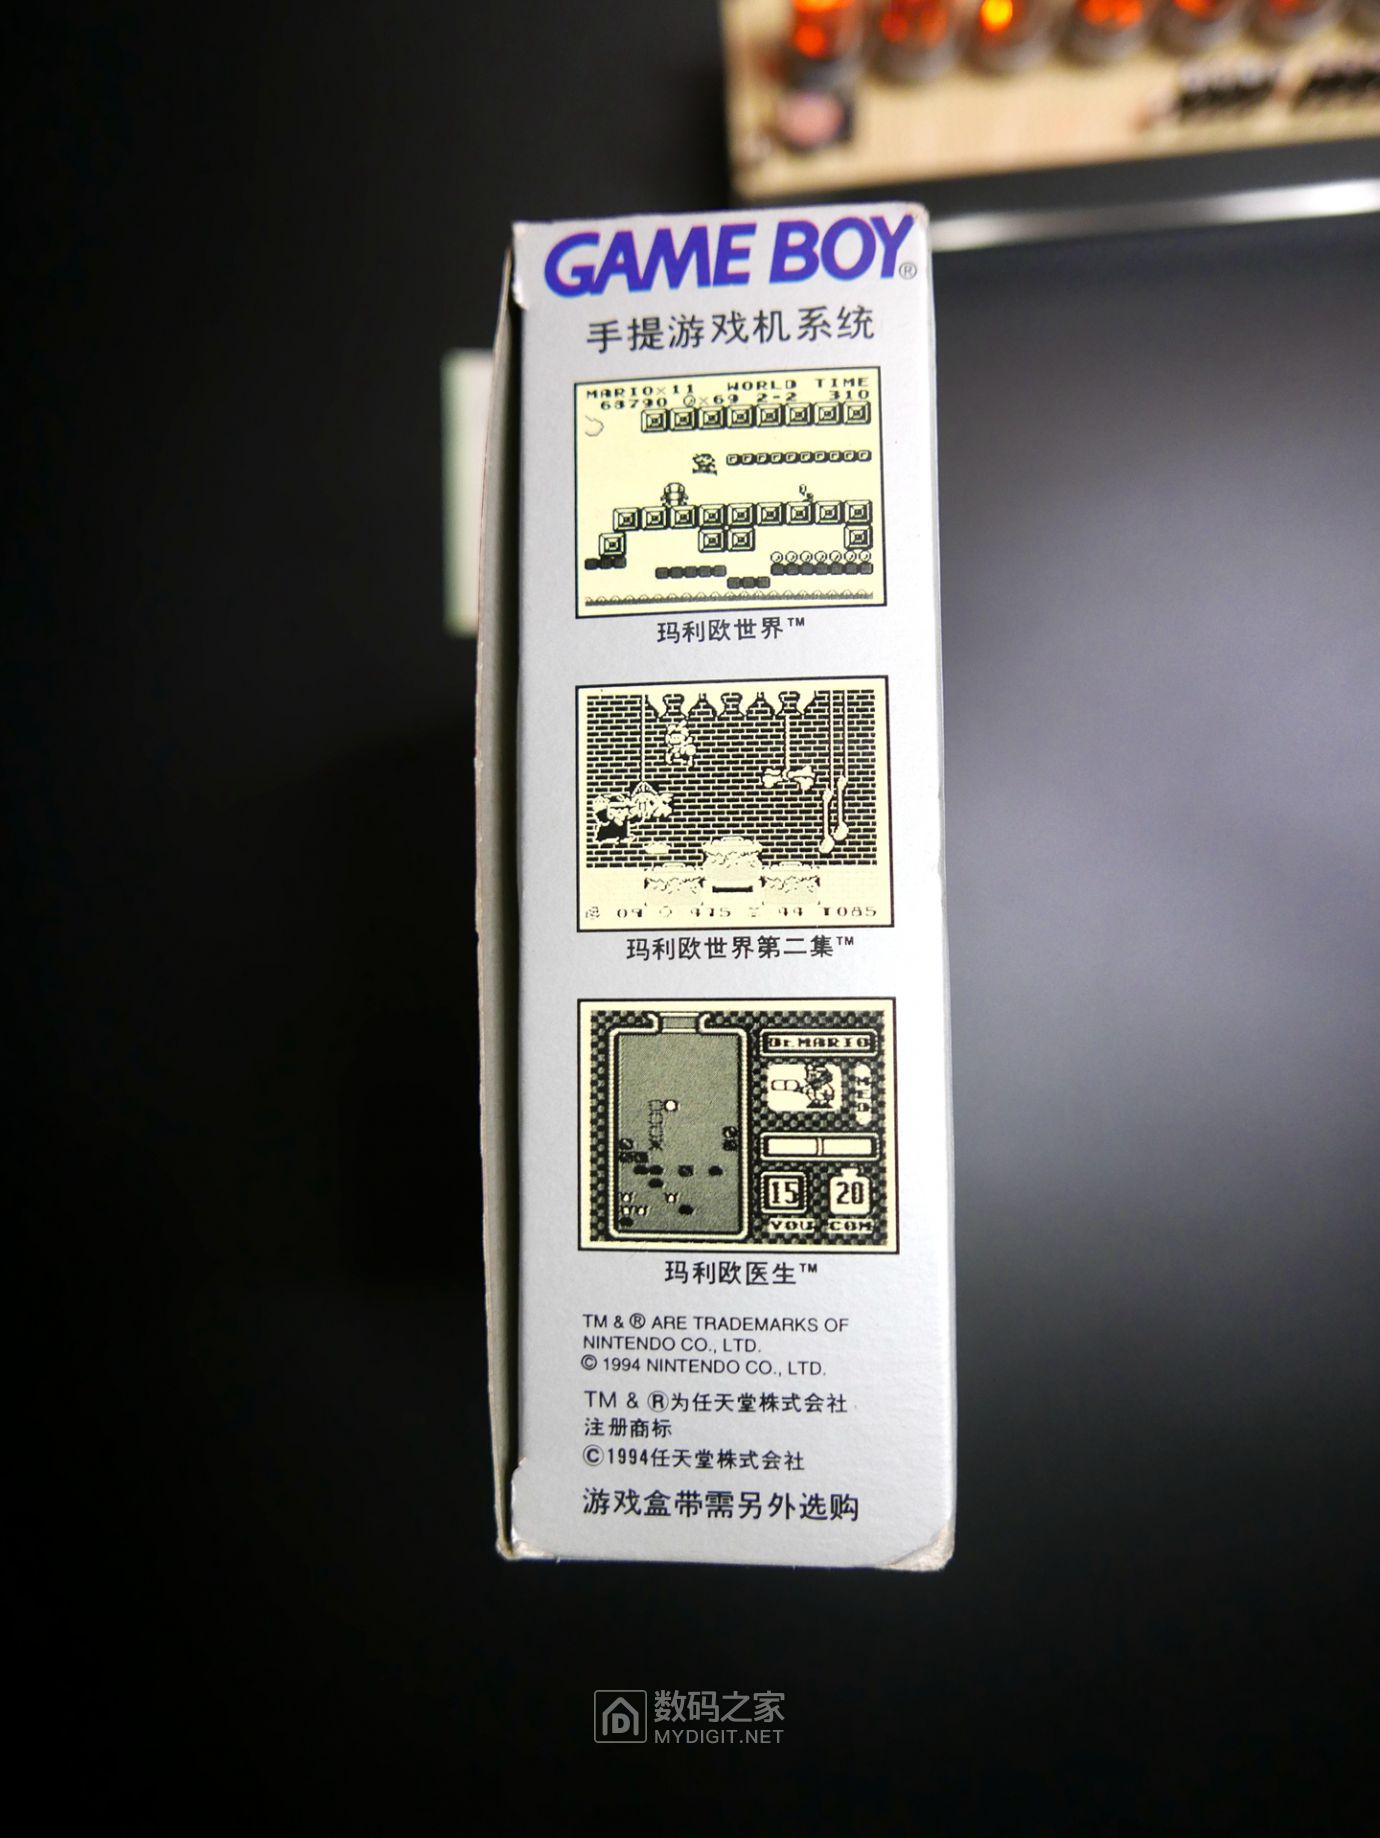 GAME BOY®
手提游戏机系统
MARIO×11 WORLD TIME
68790 ×69 2-2 310
玛利欧世界™
09 415 44 T085
玛利欧世界第二集™
Dr.MARIO
15 20
YOU COM
玛利欧医生™
TM & ® ARE TRADEMARKS OF
NINTENDO CO., LTD.
© 1994 NINTENDO CO., LTD.
TM & ®为任天堂株式会社
注册商标
©1994任天堂株式会社
游戏盒带需另外选购
数码之家
MYDIGIT.NET